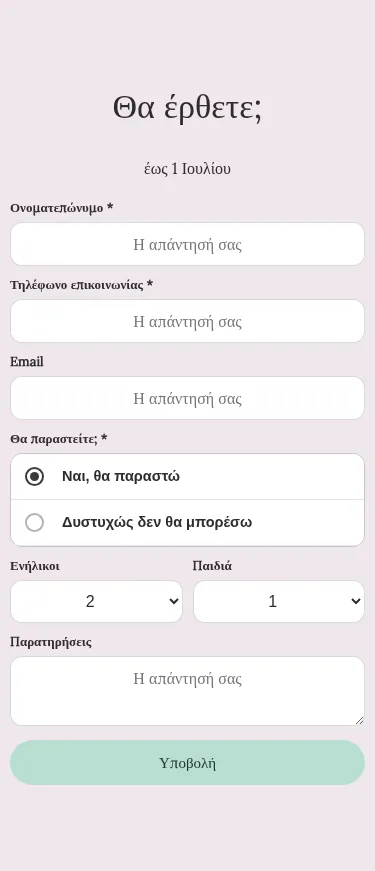 Θα έρθετε;
έως 1 Ιουλίου
Ονοματεπώνυμο *
Η απάντησή σας
Τηλέφωνο επικοινωνίας *
Η απάντησή σας
Email
Η απάντησή σας
Θα παραστείτε; *
Ναι, θα παραστώ
Δυστυχώς δεν θα μπορέσω
Ενήλικοι Παιδιά
2 1
Παρατηρήσεις
Η απάντησή σας
Υποβολή